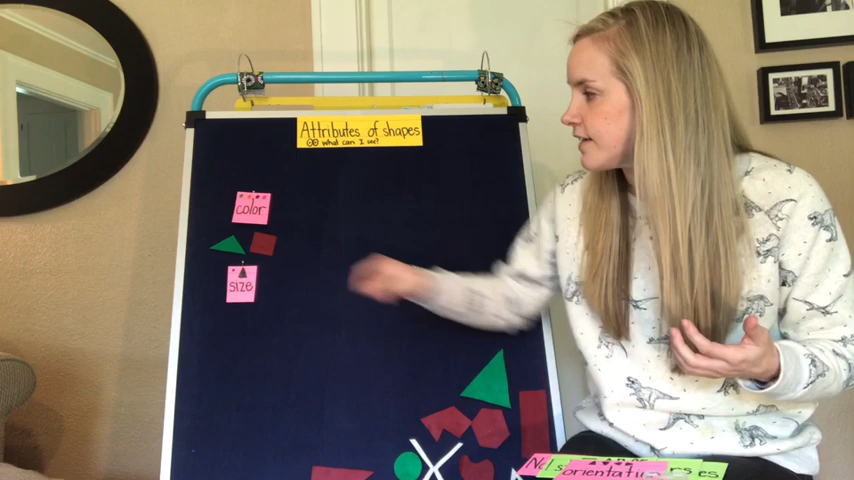 Attributes of shapes
what can I see?
color
size
orientation